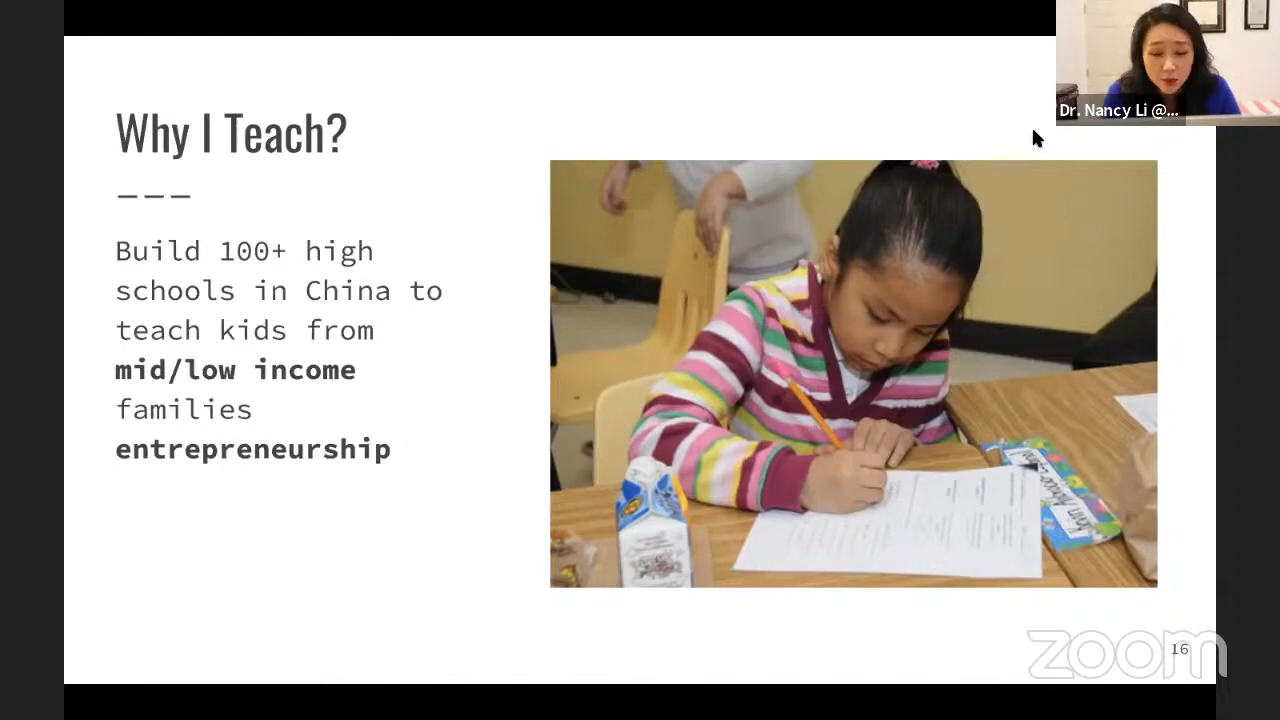 Dr. Nancy Li @...
Why I Teach?
———
Build 100+ high
schools in China to
teach kids from
mid/low income
families
entrepreneurship
zoom
16